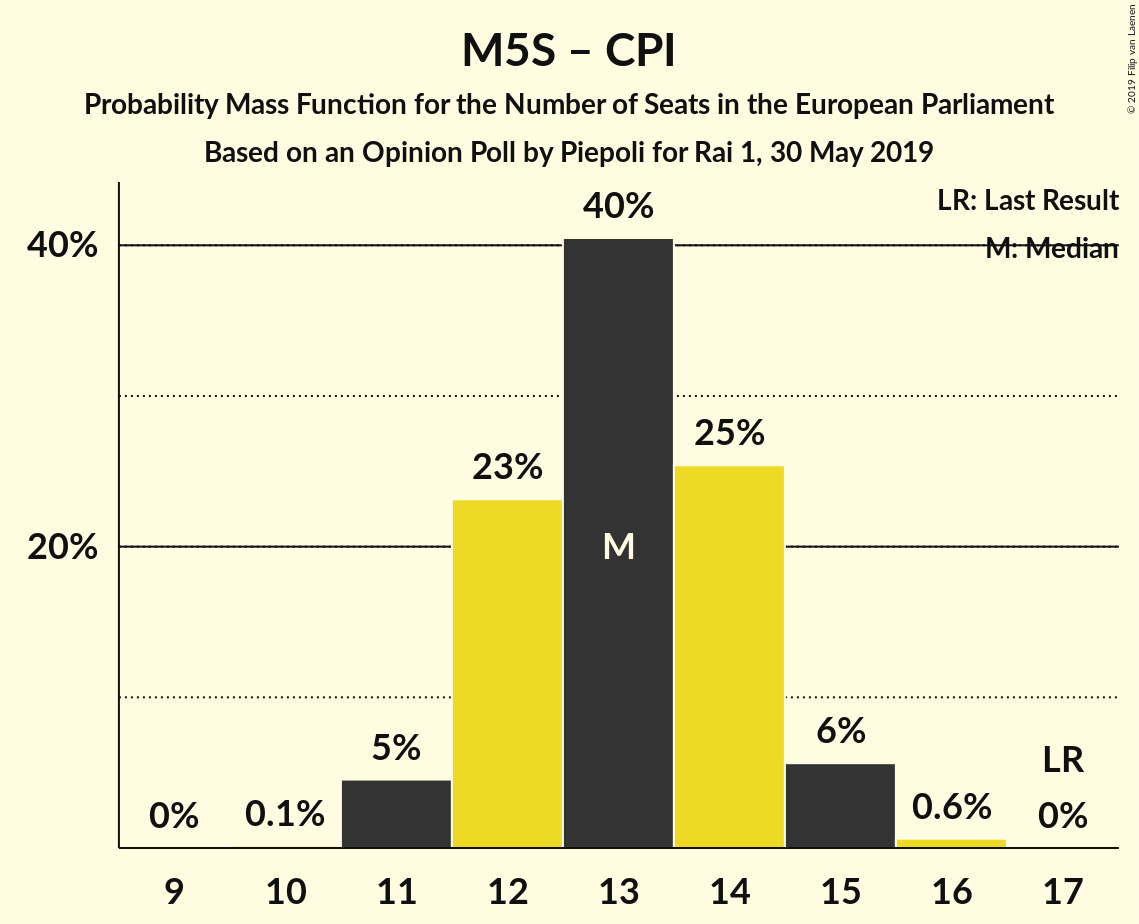 M5S – CPI
Probability Mass Function for the Number of Seats in the European Parliament
Based on an Opinion Poll by Piepoli for Rai 1, 30 May 2019
© 2019 Filip van Laenen
LR: Last Result
M: Median
40%
20%
0%
0.1%
5%
23%
40%
M
25%
6%
0.6%
LR
0%
9 10 11 12 13 14 15 16 17